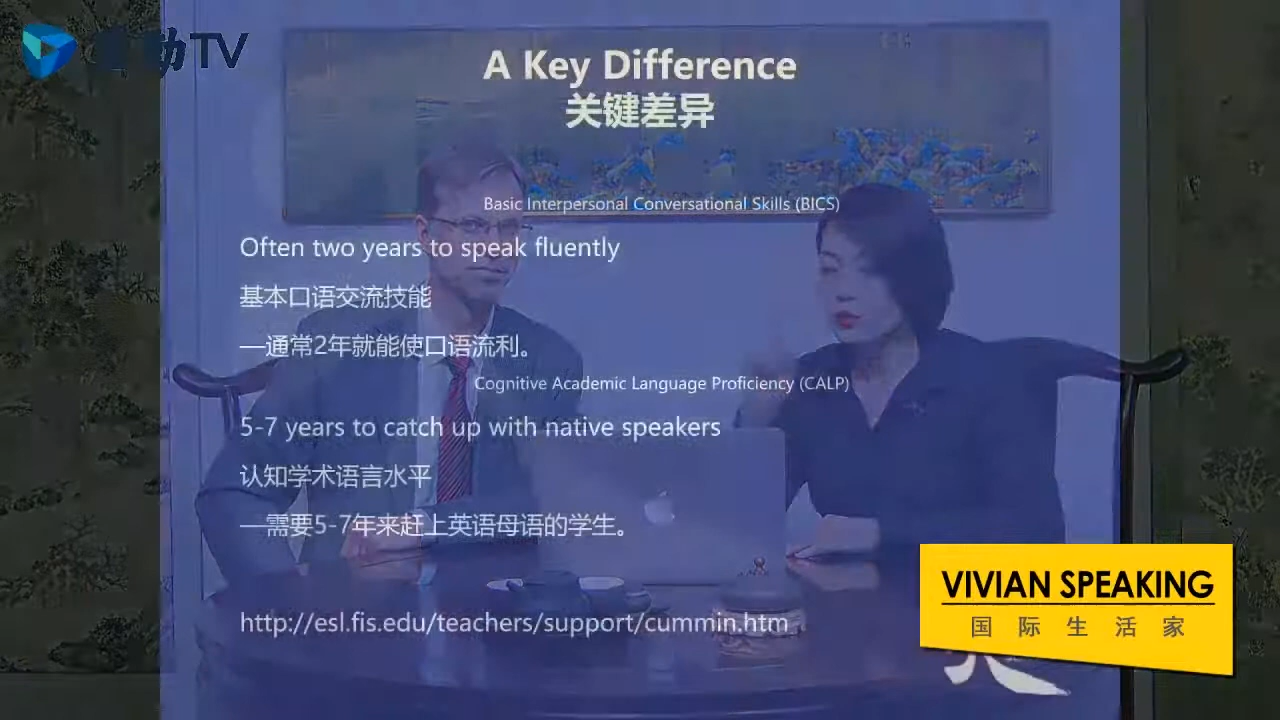 TV
A Key Difference
关键差异
Basic Interpersonal Conversational Skills (BICS)
Often two years to speak fluently
基本口语交流技能
—通常2年就能使口语流利。
Cognitive Academic Language Proficiency (CALP)
5-7 years to catch up with native speakers
认知学术语言水平
—需要5-7年来赶上英语母语的学生。
http://esl.fis.edu/teachers/support/cummin.htm
VIVIAN SPEAKING
国际生活家